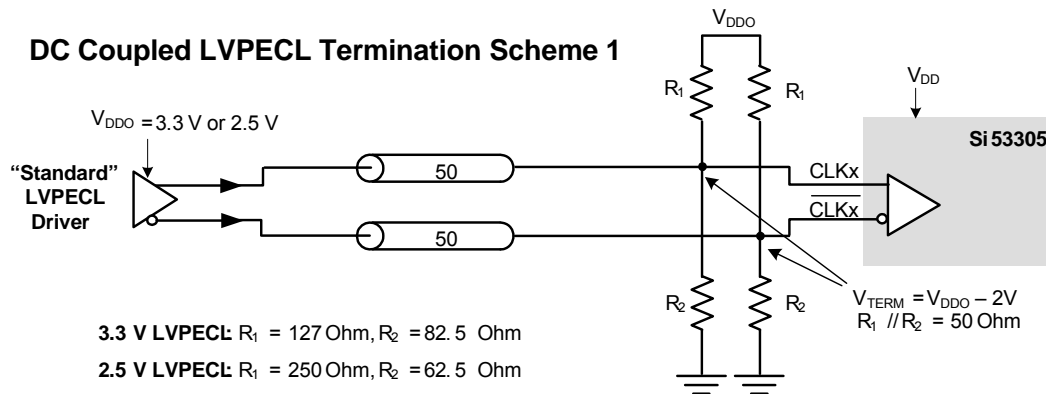 DC Coupled LVPECL Termination Scheme 1
VDDO
R1
R1
VDD
VDDO = 3.3 V or 2.5 V
Si 53305
"Standard"
LVPECL
Driver
50
CLKx
50
CLKx
R2
R2
VTERM = VDDO – 2V
R1 // R2 = 50 Ohm
3.3 V LVPECL: R1 = 127 Ohm, R2 = 82.5 Ohm
2.5 V LVPECL: R1 = 250 Ohm, R2 = 62.5 Ohm